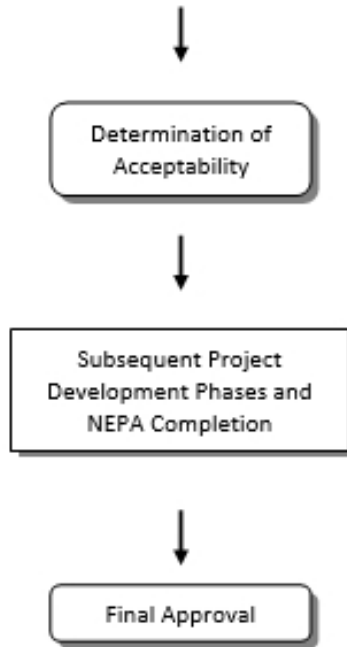 Determination of
Acceptability
Subsequent Project
Development Phases and
NEPA Completion
Final Approval